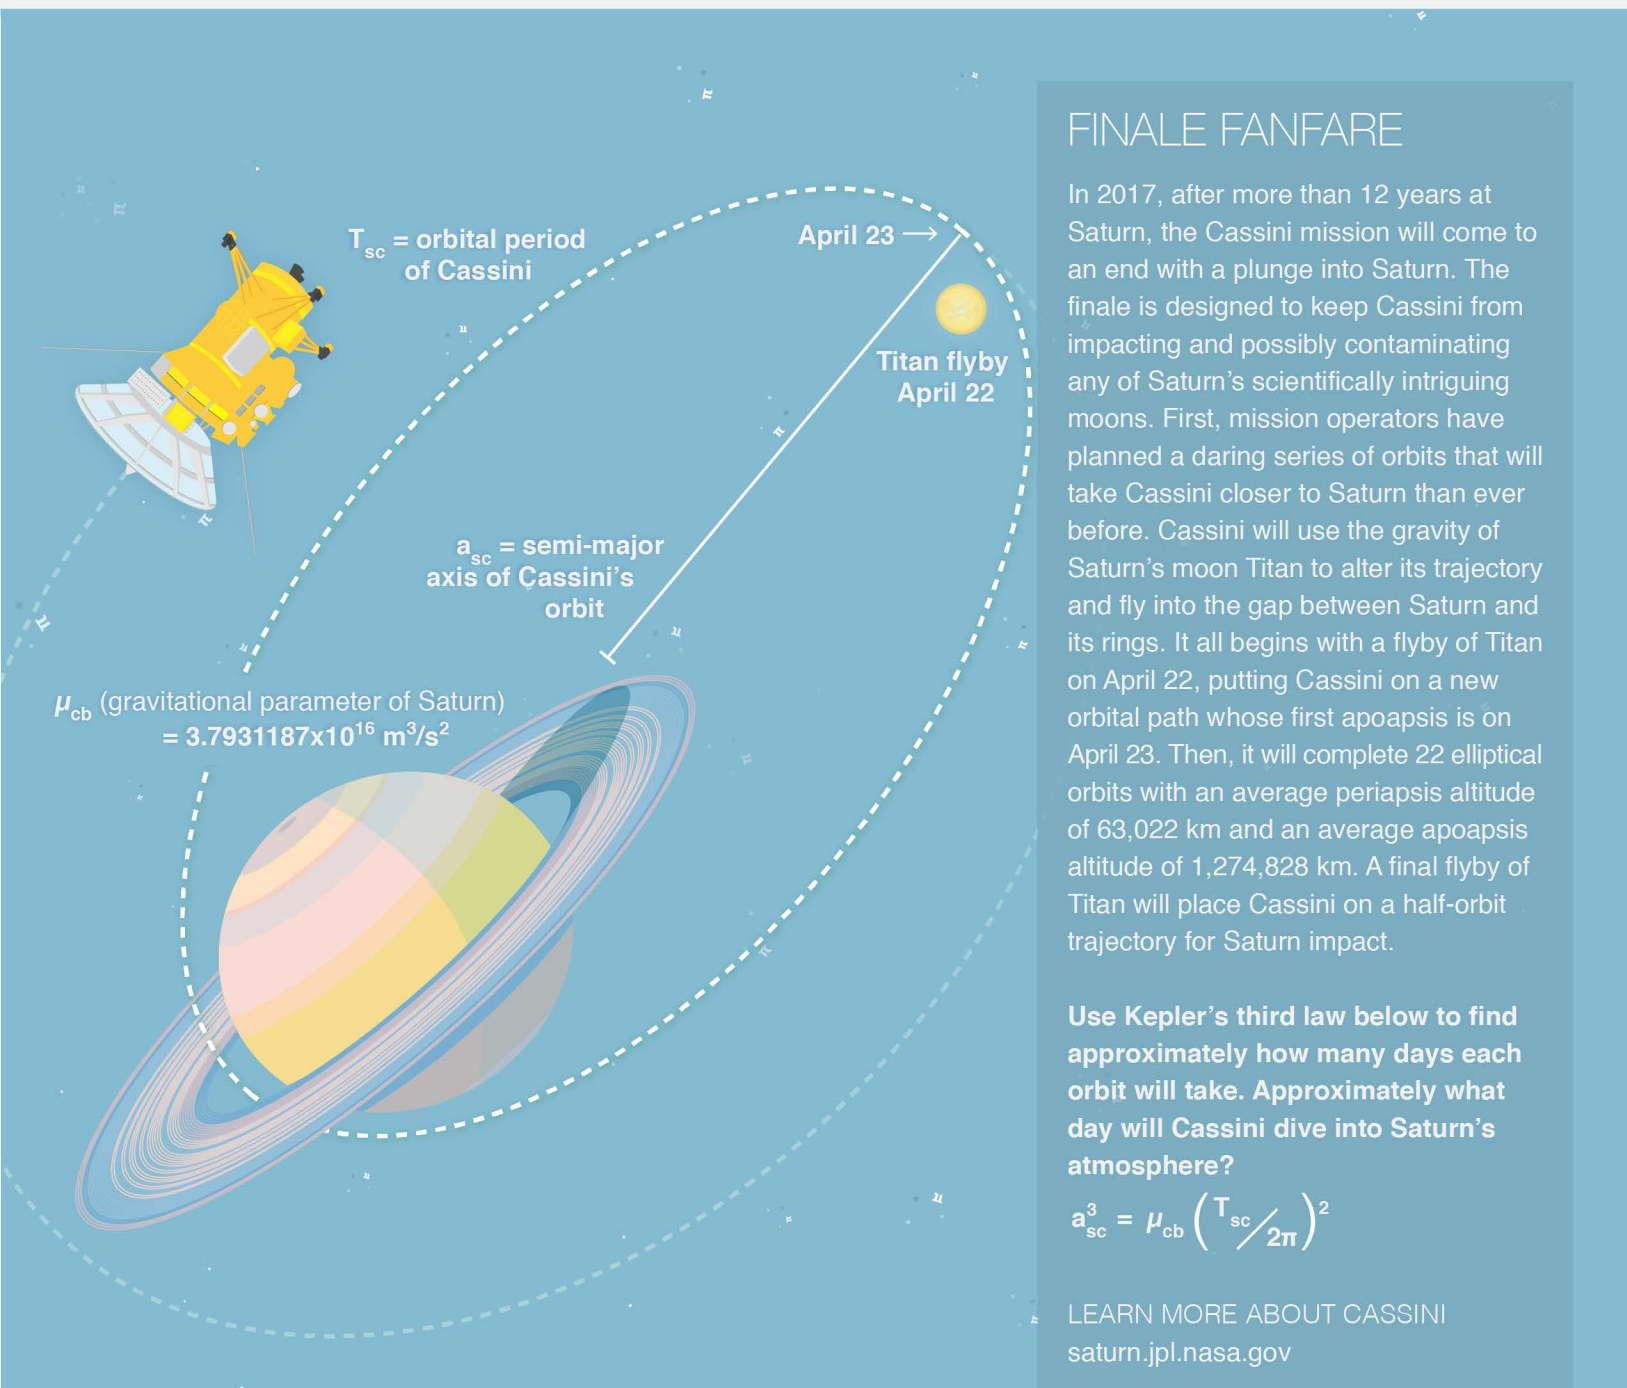 T_sc = orbital period
of Cassini
April 23 →
Titan flyby
April 22
a_sc = semi-major
axis of Cassini’s
orbit
μ_cb (gravitational parameter of Saturn)
= 3.7931187x10¹⁶ m³/s²
FINALE FANFARE
In 2017, after more than 12 years at
Saturn, the Cassini mission will come to
an end with a plunge into Saturn. The
finale is designed to keep Cassini from
impacting and possibly contaminating
any of Saturn’s scientifically intriguing
moons. First, mission operators have
planned a daring series of orbits that will
take Cassini closer to Saturn than ever
before. Cassini will use the gravity of
Saturn’s moon Titan to alter its trajectory
and fly into the gap between Saturn and
its rings. It all begins with a flyby of Titan
on April 22, putting Cassini on a new
orbital path whose first apoapsis is on
April 23. Then, it will complete 22 elliptical
orbits with an average periapsis altitude
of 63,022 km and an average apoapsis
altitude of 1,274,828 km. A final flyby of
Titan will place Cassini on a half-orbit
trajectory for Saturn impact.
Use Kepler’s third law below to find
approximately how many days each
orbit will take. Approximately what
day will Cassini dive into Saturn’s
atmosphere?
a_sc³ = μ_cb (T_sc/2π)²
LEARN MORE ABOUT CASSINI
saturn.jpl.nasa.gov